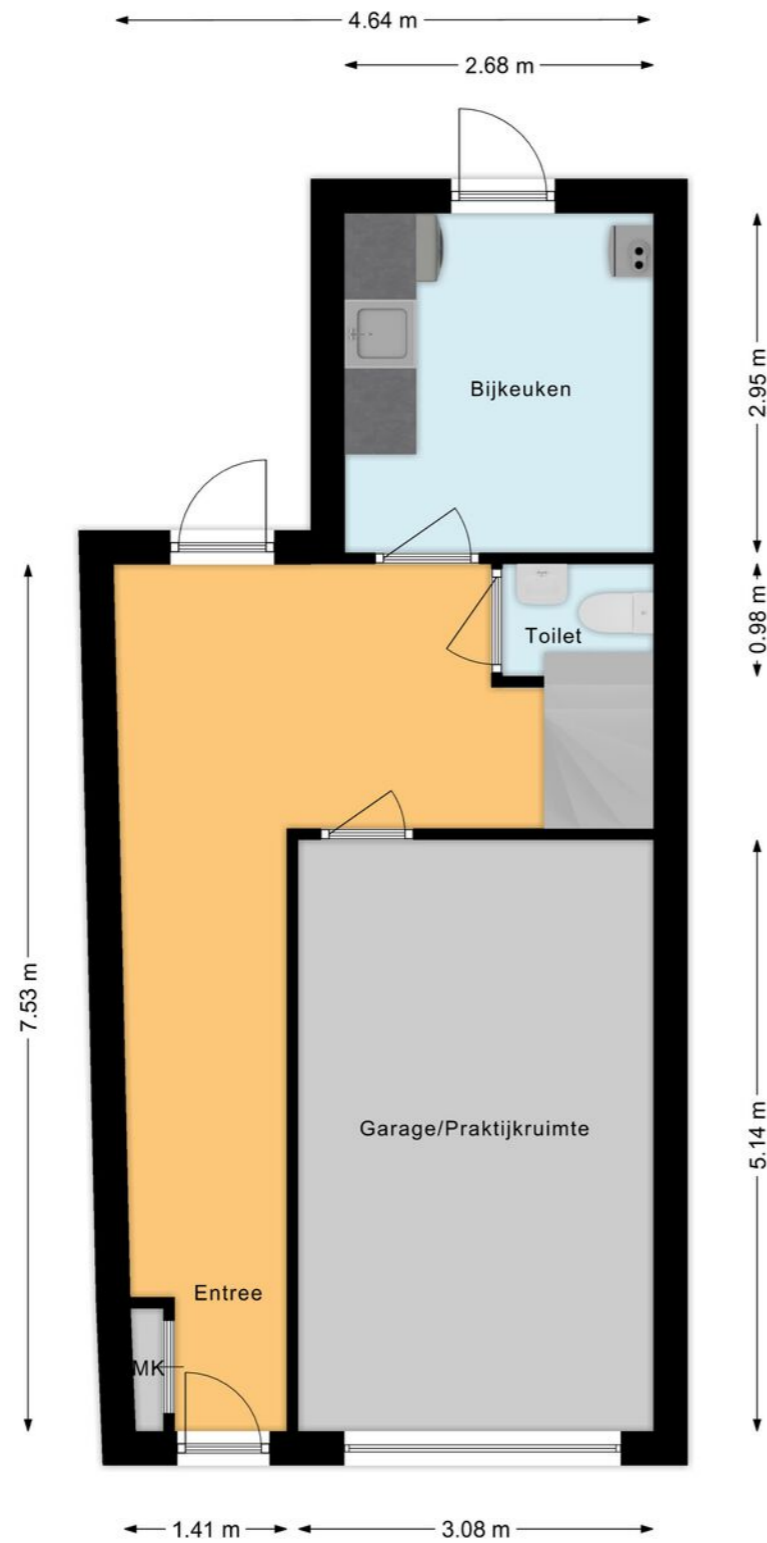 4.64 m
2.68 m
Bijkeuken
2.95 m
Toilet
0.98 m
7.53 m
Garage/Praktijkruimte
5.14 m
Entree
MK
1.41 m
3.08 m